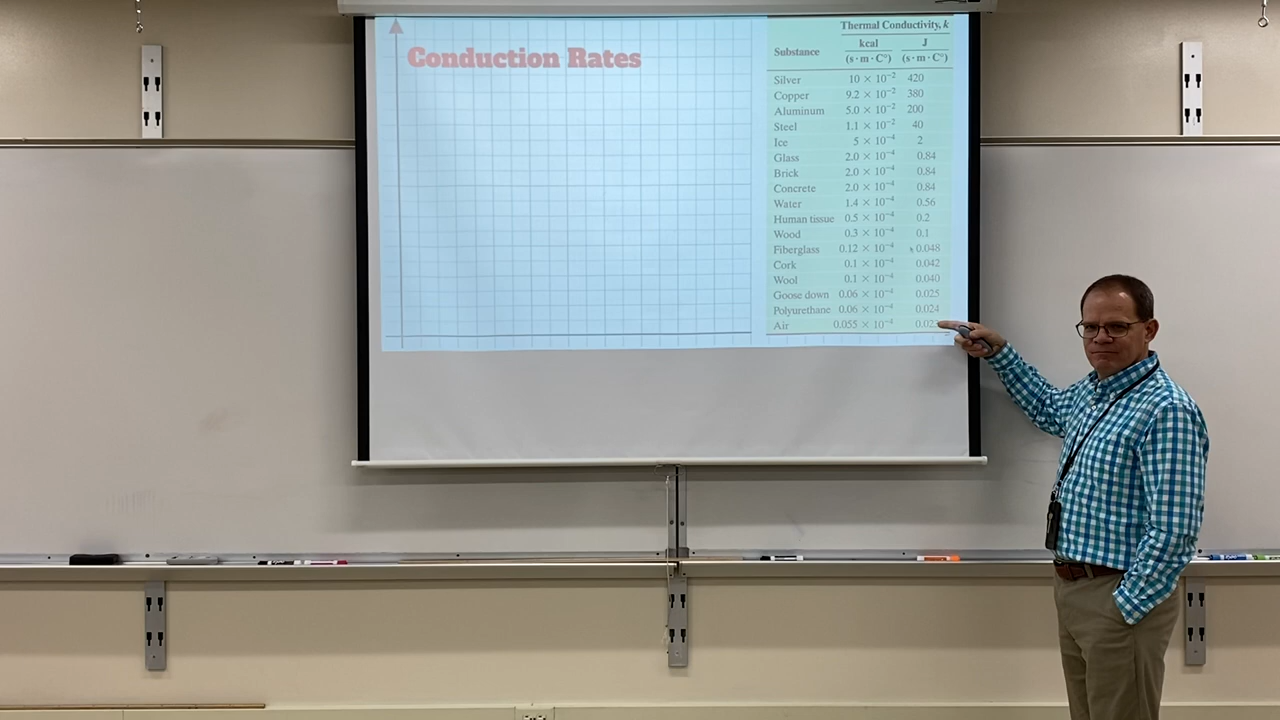 Conduction Rates
Thermal Conductivity, k
Substance kcal J
(s · m · C°) (s · m · C°)
Silver 10 × 10⁻² 420
Copper 9.2 × 10⁻² 380
Aluminum 5.0 × 10⁻² 200
Steel 1.1 × 10⁻² 40
Ice 5 × 10⁻⁴ 2
Glass 2.0 × 10⁻⁴ 0.84
Brick 2.0 × 10⁻⁴ 0.84
Concrete 2.0 × 10⁻⁴ 0.84
Water 1.4 × 10⁻⁴ 0.56
Human tissue 0.5 × 10⁻⁴ 0.2
Wood 0.3 × 10⁻⁴ 0.1
Fiberglass 0.12 × 10⁻⁴ 0.048
Cork 0.1 × 10⁻⁴ 0.042
Wool 0.1 × 10⁻⁴ 0.040
Goose down 0.06 × 10⁻⁴ 0.025
Polyurethane 0.06 × 10⁻⁴ 0.024
Air 0.055 × 10⁻⁴ 0.023